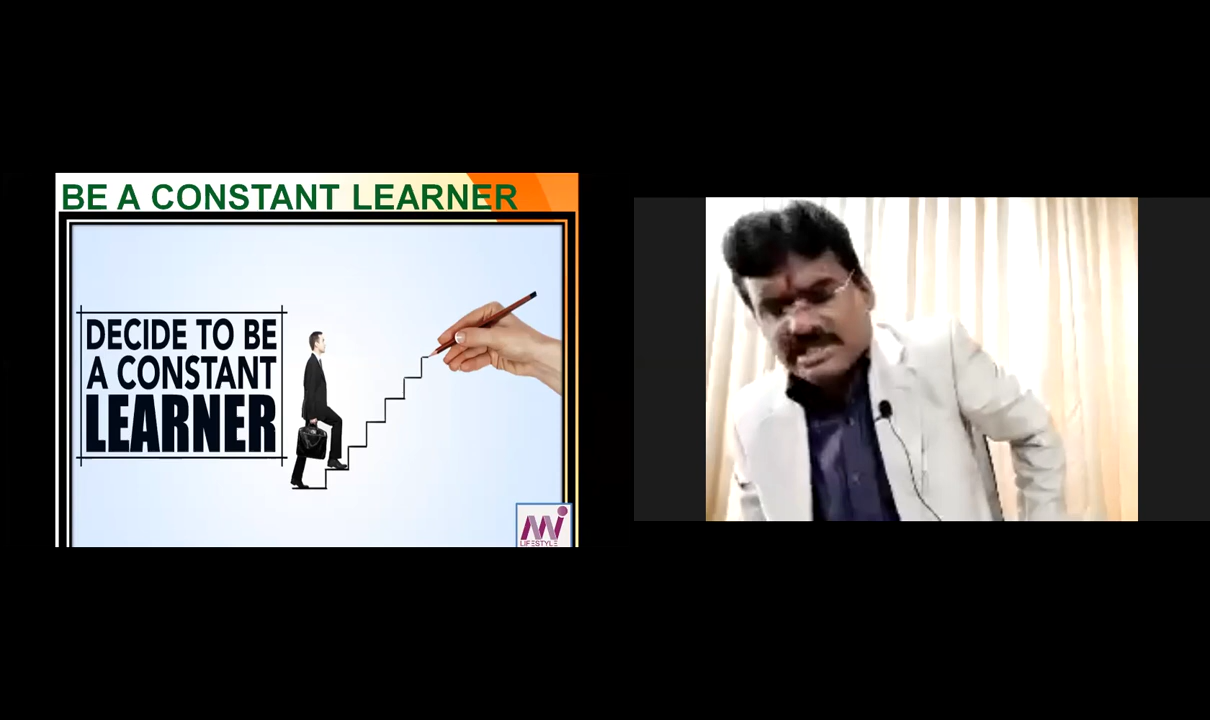 BE A CONSTANT LEARNER
DECIDE TO BE
A CONSTANT
LEARNER
LIFESTYLE